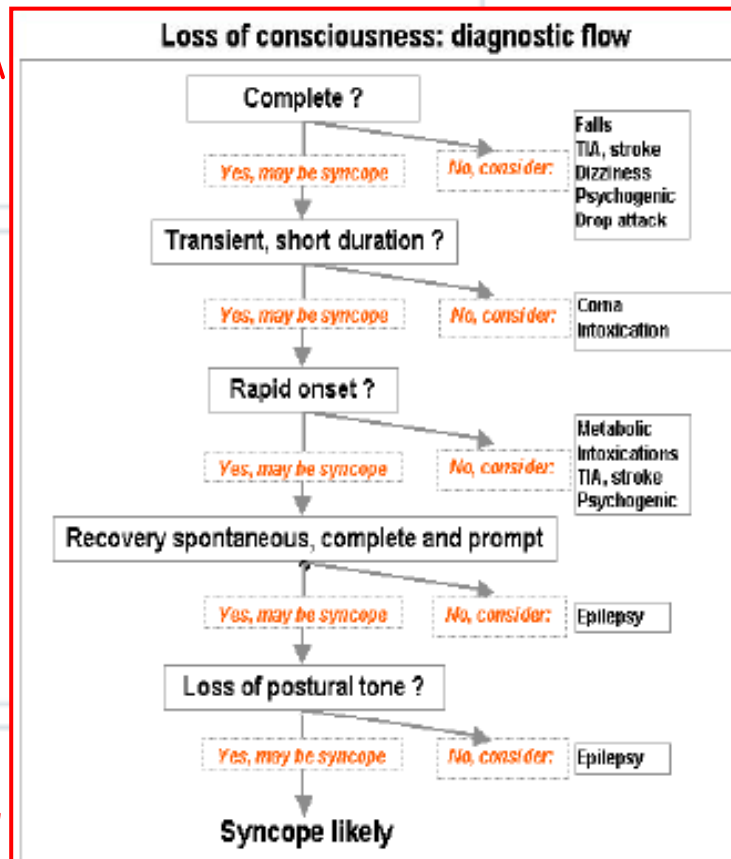 Loss of consciousness: diagnostic flow
Complete ?
Yes, may be syncope
No, consider:
Falls
TIA, stroke
Dizziness
Psychogenic
Drop attack
Transient, short duration ?
Yes, may be syncope
No, consider:
Coma
Intoxication
Rapid onset ?
Yes, may be syncope
No, consider:
Metabolic
Intoxications
TIA, stroke
Psychogenic
Recovery spontaneous, complete and prompt
Yes, may be syncope
No, consider:
Epilepsy
Loss of postural tone ?
Yes, may be syncope
No, consider:
Epilepsy
Syncope likely